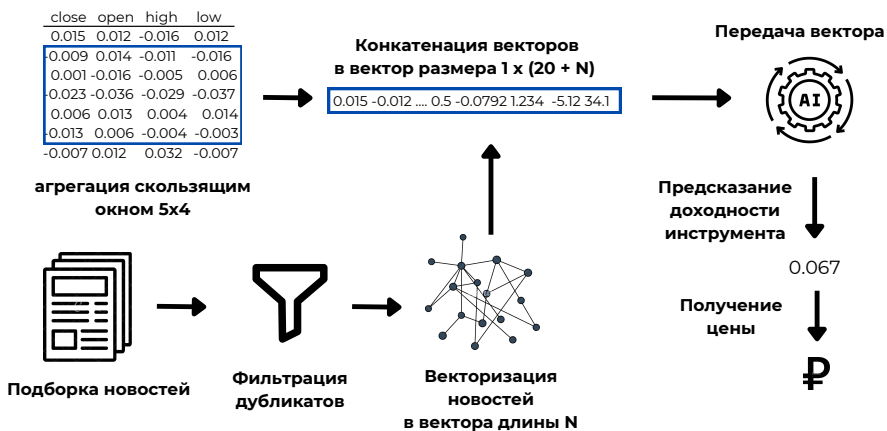 close open high low
0.015 0.012 -0.016 0.012
-0.009 0.014 -0.011 -0.016
0.001 -0.016 -0.005 0.006
-0.023 -0.036 -0.029 -0.037
0.006 0.013 0.004 0.014
-0.013 0.006 -0.004 -0.003
-0.007 0.012 0.032 -0.007
агрегация скользящим
окном 5x4
Конкатенация векторов
в вектор размера 1 x (20 + N)
0.015 -0.012 .... 0.5 -0.0792 1.234 -5.12 34.1
Передача вектора
AI
Предсказание
доходности
инструмента
0.067
Получение
цены
₽
Подборка новостей
Фильтрация
дубликатов
Векторизация
новостей
в вектора длины N